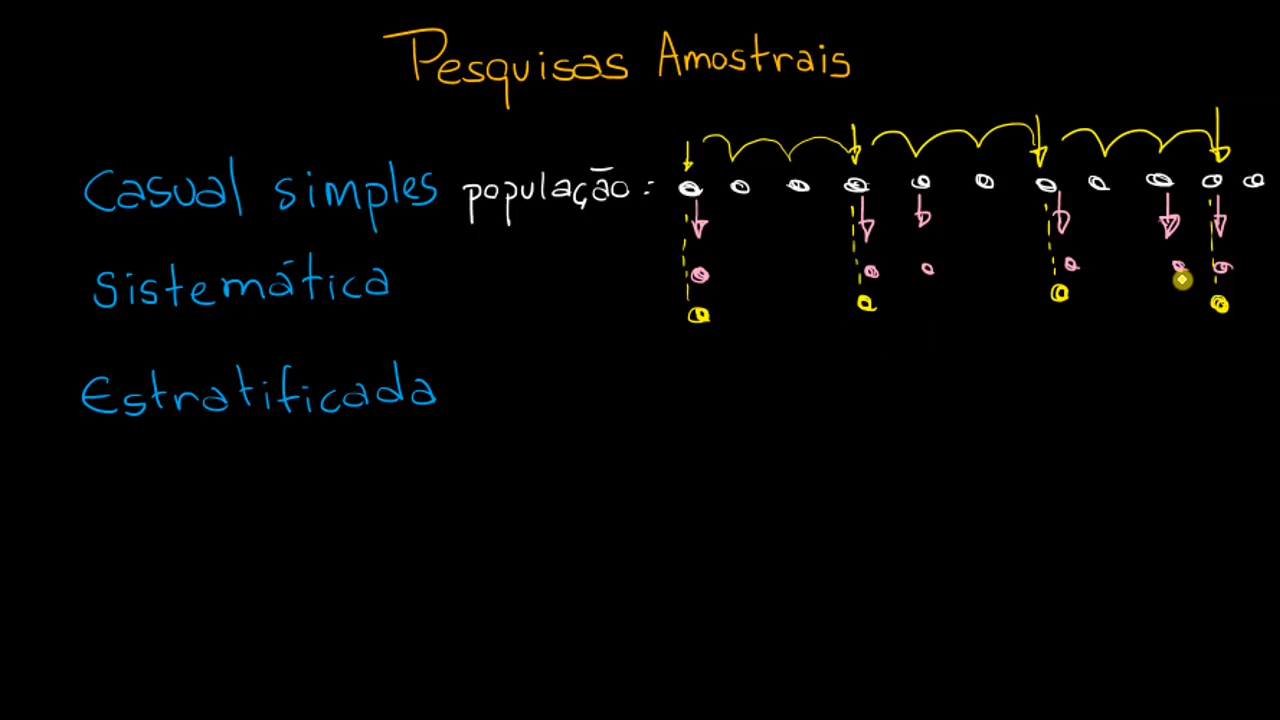 Pesquisas Amostrais
Casual simples população:
Sistemática
Estratificada